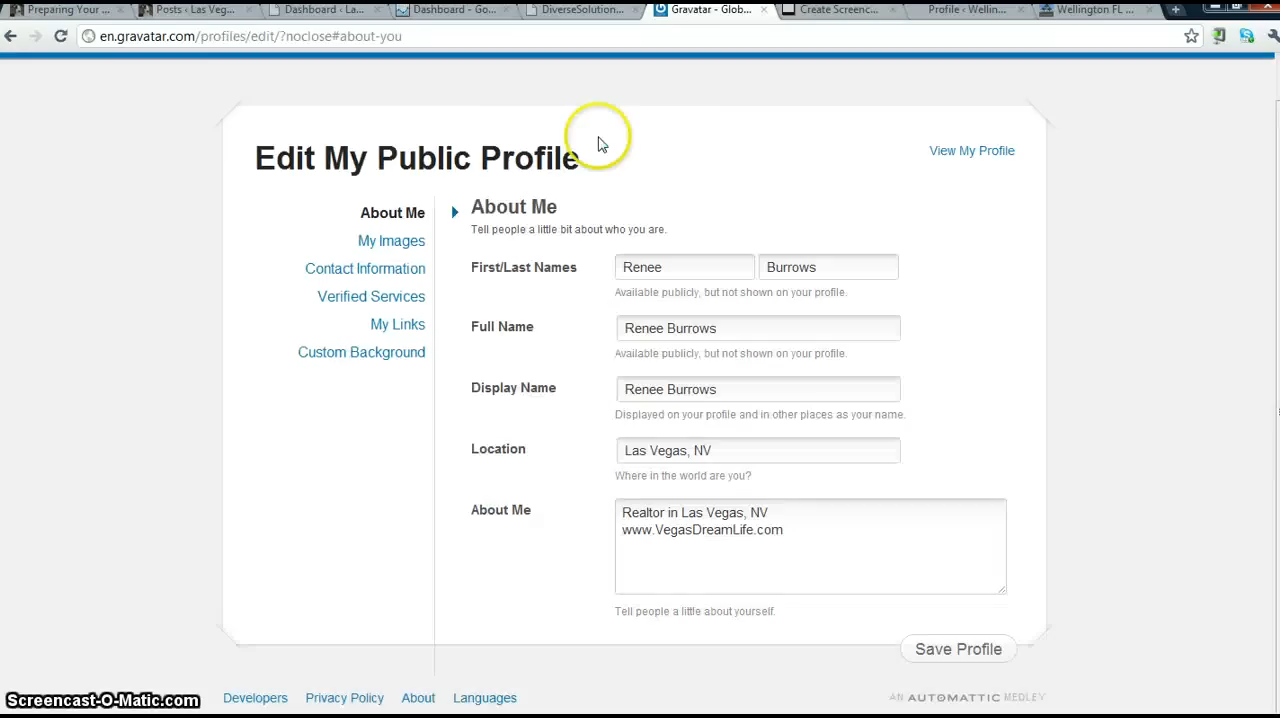 Preparing Your ...
Posts ‹ Las Veg...
Dashboard ‹ La...
Dashboard - Go...
DiverseSolution...
Gravatar - Glob...
Create Screenc...
Profile ‹ Wellin...
Wellington FL ...
en.gravatar.com/profiles/edit/?noclose#about-you
Edit My Public Profile
View My Profile
About Me
My Images
Contact Information
Verified Services
My Links
Custom Background
About Me
Tell people a little bit about who you are.
First/Last Names
Renee
Burrows
Available publicly, but not shown on your profile.
Full Name
Renee Burrows
Available publicly, but not shown on your profile.
Display Name
Renee Burrows
Displayed on your profile and in other places as your name.
Location
Las Vegas, NV
Where in the world are you?
About Me
Realtor in Las Vegas, NV
www.VegasDreamLife.com
Tell people a little about yourself.
Save Profile
Screencast-O-Matic.com
Developers
Privacy Policy
About
Languages
AN AUTOMATTIC MEDLEY